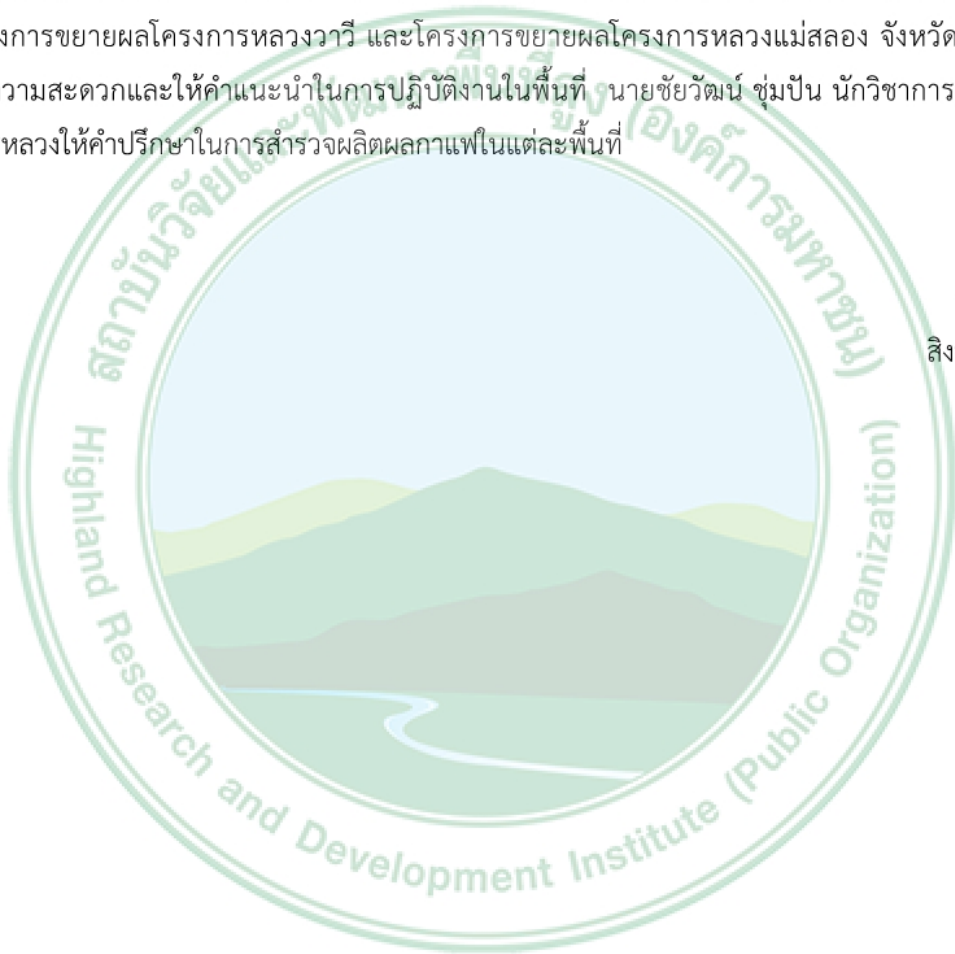 งการขยายผลโครงการหลวงวาวี และโครงการขยายผลโครงการหลวงแม่สลอง จังหวัด
วามสะดวกและให้คำแนะนำในการปฏิบัติงานในพื้นที่ นายชัยวัฒน์ ชุ่มปัน นักวิชาการ
หลวงให้คำปรึกษาในการสำรวจผลิตผลกาแฟในแต่ละพื้นที่
สิง
สถาบันวิจัยและพัฒนาพื้นที่สูง (องค์การมหาชน)
Highland Research and Development Institute (Public Organization)